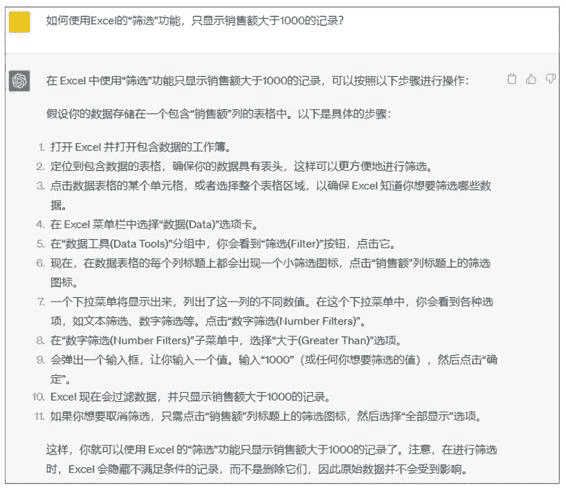 如何使用Excel的“筛选”功能，只显示销售额大于1000的记录？
在 Excel 中使用“筛选”功能只显示销售额大于1000的记录，可以按照以下步骤进行操作：
假设你的数据存储在一个包含“销售额”列的表格中。以下是具体的步骤：
1. 打开 Excel 并打开包含数据的工作簿。
2. 定位到包含数据的表格，确保你的数据具有表头，这样可以更方便地进行筛选。
3. 点击数据表格的某个单元格，或者选择整个表格区域，以确保 Excel 知道你想要筛选哪些数
据。
4. 在 Excel 菜单栏中选择“数据(Data)”选项卡。
5. 在“数据工具(Data Tools)”分组中，你会看到“筛选(Filter)”按钮，点击它。
6. 现在，在数据表格的每个列标题上都会出现一个小筛选图标，点击“销售额”列标题上的筛选
图标。
7. 一个下拉菜单将显示出来，列出了这一列的不同数值。在这个下拉菜单中，你会看到各种选
项，如文本筛选、数字筛选等。点击“数字筛选(Number Filters)”。
8. 在“数字筛选(Number Filters)”子菜单中，选择“大于(Greater Than)”选项。
9. 会弹出一个输入框，让你输入一个值。输入“1000”（或任何你想要筛选的值），然后点击“确
定”。
10. Excel 现在会过滤数据，并只显示销售额大于1000的记录。
11. 如果你想要取消筛选，只需点击“销售额”列标题上的筛选图标，然后选择“全部显示”选项。
这样，你就可以使用 Excel 的“筛选”功能只显示销售额大于1000的记录了。注意，在进行筛选
时，Excel 会隐藏不满足条件的记录，而不是删除它们，因此原始数据并不会受到影响。